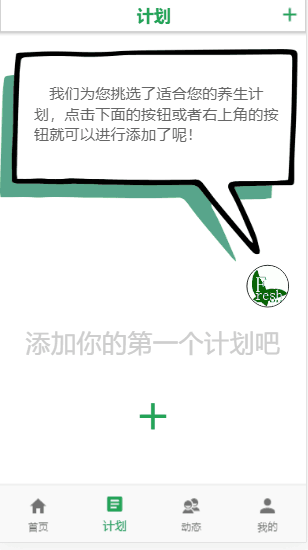 计划
我们为您挑选了适合您的养生计
划，点击下面的按钮或者右上角的按
钮就可以进行添加了呢！
Fresh
添加你的第一个计划吧
首页
计划
动态
我的